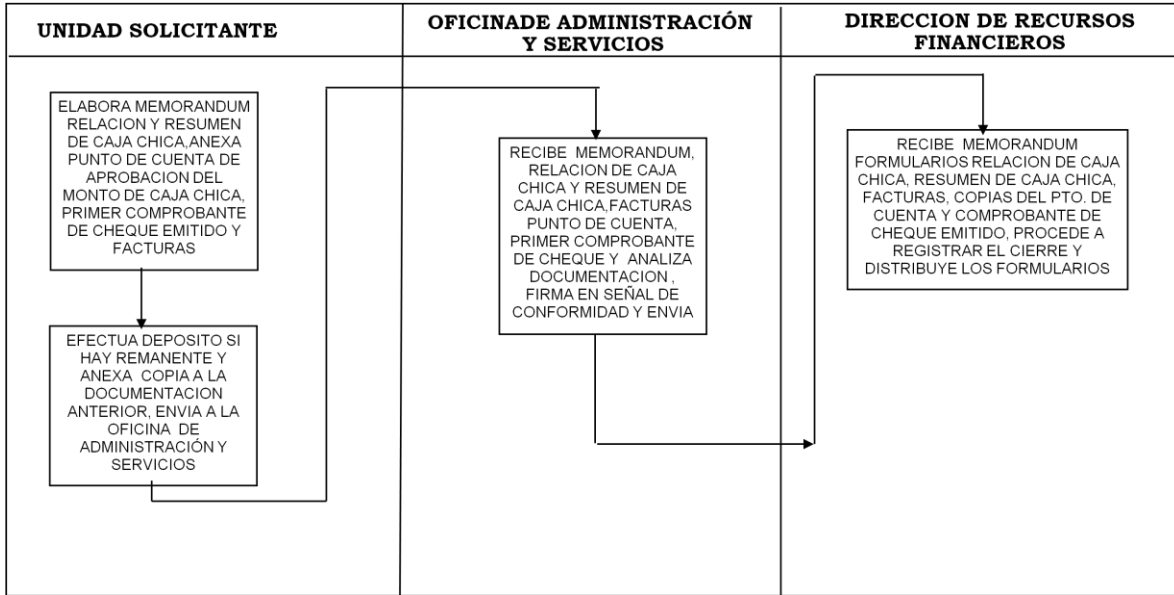 UNIDAD SOLICITANTE
OFICINADE ADMINISTRACIÓN
Y SERVICIOS
DIRECCION DE RECURSOS
FINANCIEROS
ELABORA MEMORANDUM
RELACION Y RESUMEN
DE CAJA CHICA,ANEXA
PUNTO DE CUENTA DE
APROBACION DEL
MONTO DE CAJA CHICA,
PRIMER COMPROBANTE
DE CHEQUE EMITIDO Y
FACTURAS
EFECTUA DEPOSITO SI
HAY REMANENTE Y
ANEXA COPIA A LA
DOCUMENTACION
ANTERIOR, ENVIA A LA
OFICINA DE
ADMINISTRACIÓN Y
SERVICIOS
RECIBE MEMORANDUM,
RELACION DE CAJA
CHICA Y RESUMEN DE
CAJA CHICA,FACTURAS
PUNTO DE CUENTA,
PRIMER COMPROBANTE
DE CHEQUE Y ANALIZA
DOCUMENTACION ,
FIRMA EN SEÑAL DE
CONFORMIDAD Y ENVIA
RECIBE MEMORANDUM
FORMULARIOS RELACION DE CAJA
CHICA, RESUMEN DE CAJA CHICA,
FACTURAS, COPIAS DEL PTO. DE
CUENTA Y COMPROBANTE DE
CHEQUE EMITIDO, PROCEDE A
REGISTRAR EL CIERRE Y
DISTRIBUYE LOS FORMULARIOS